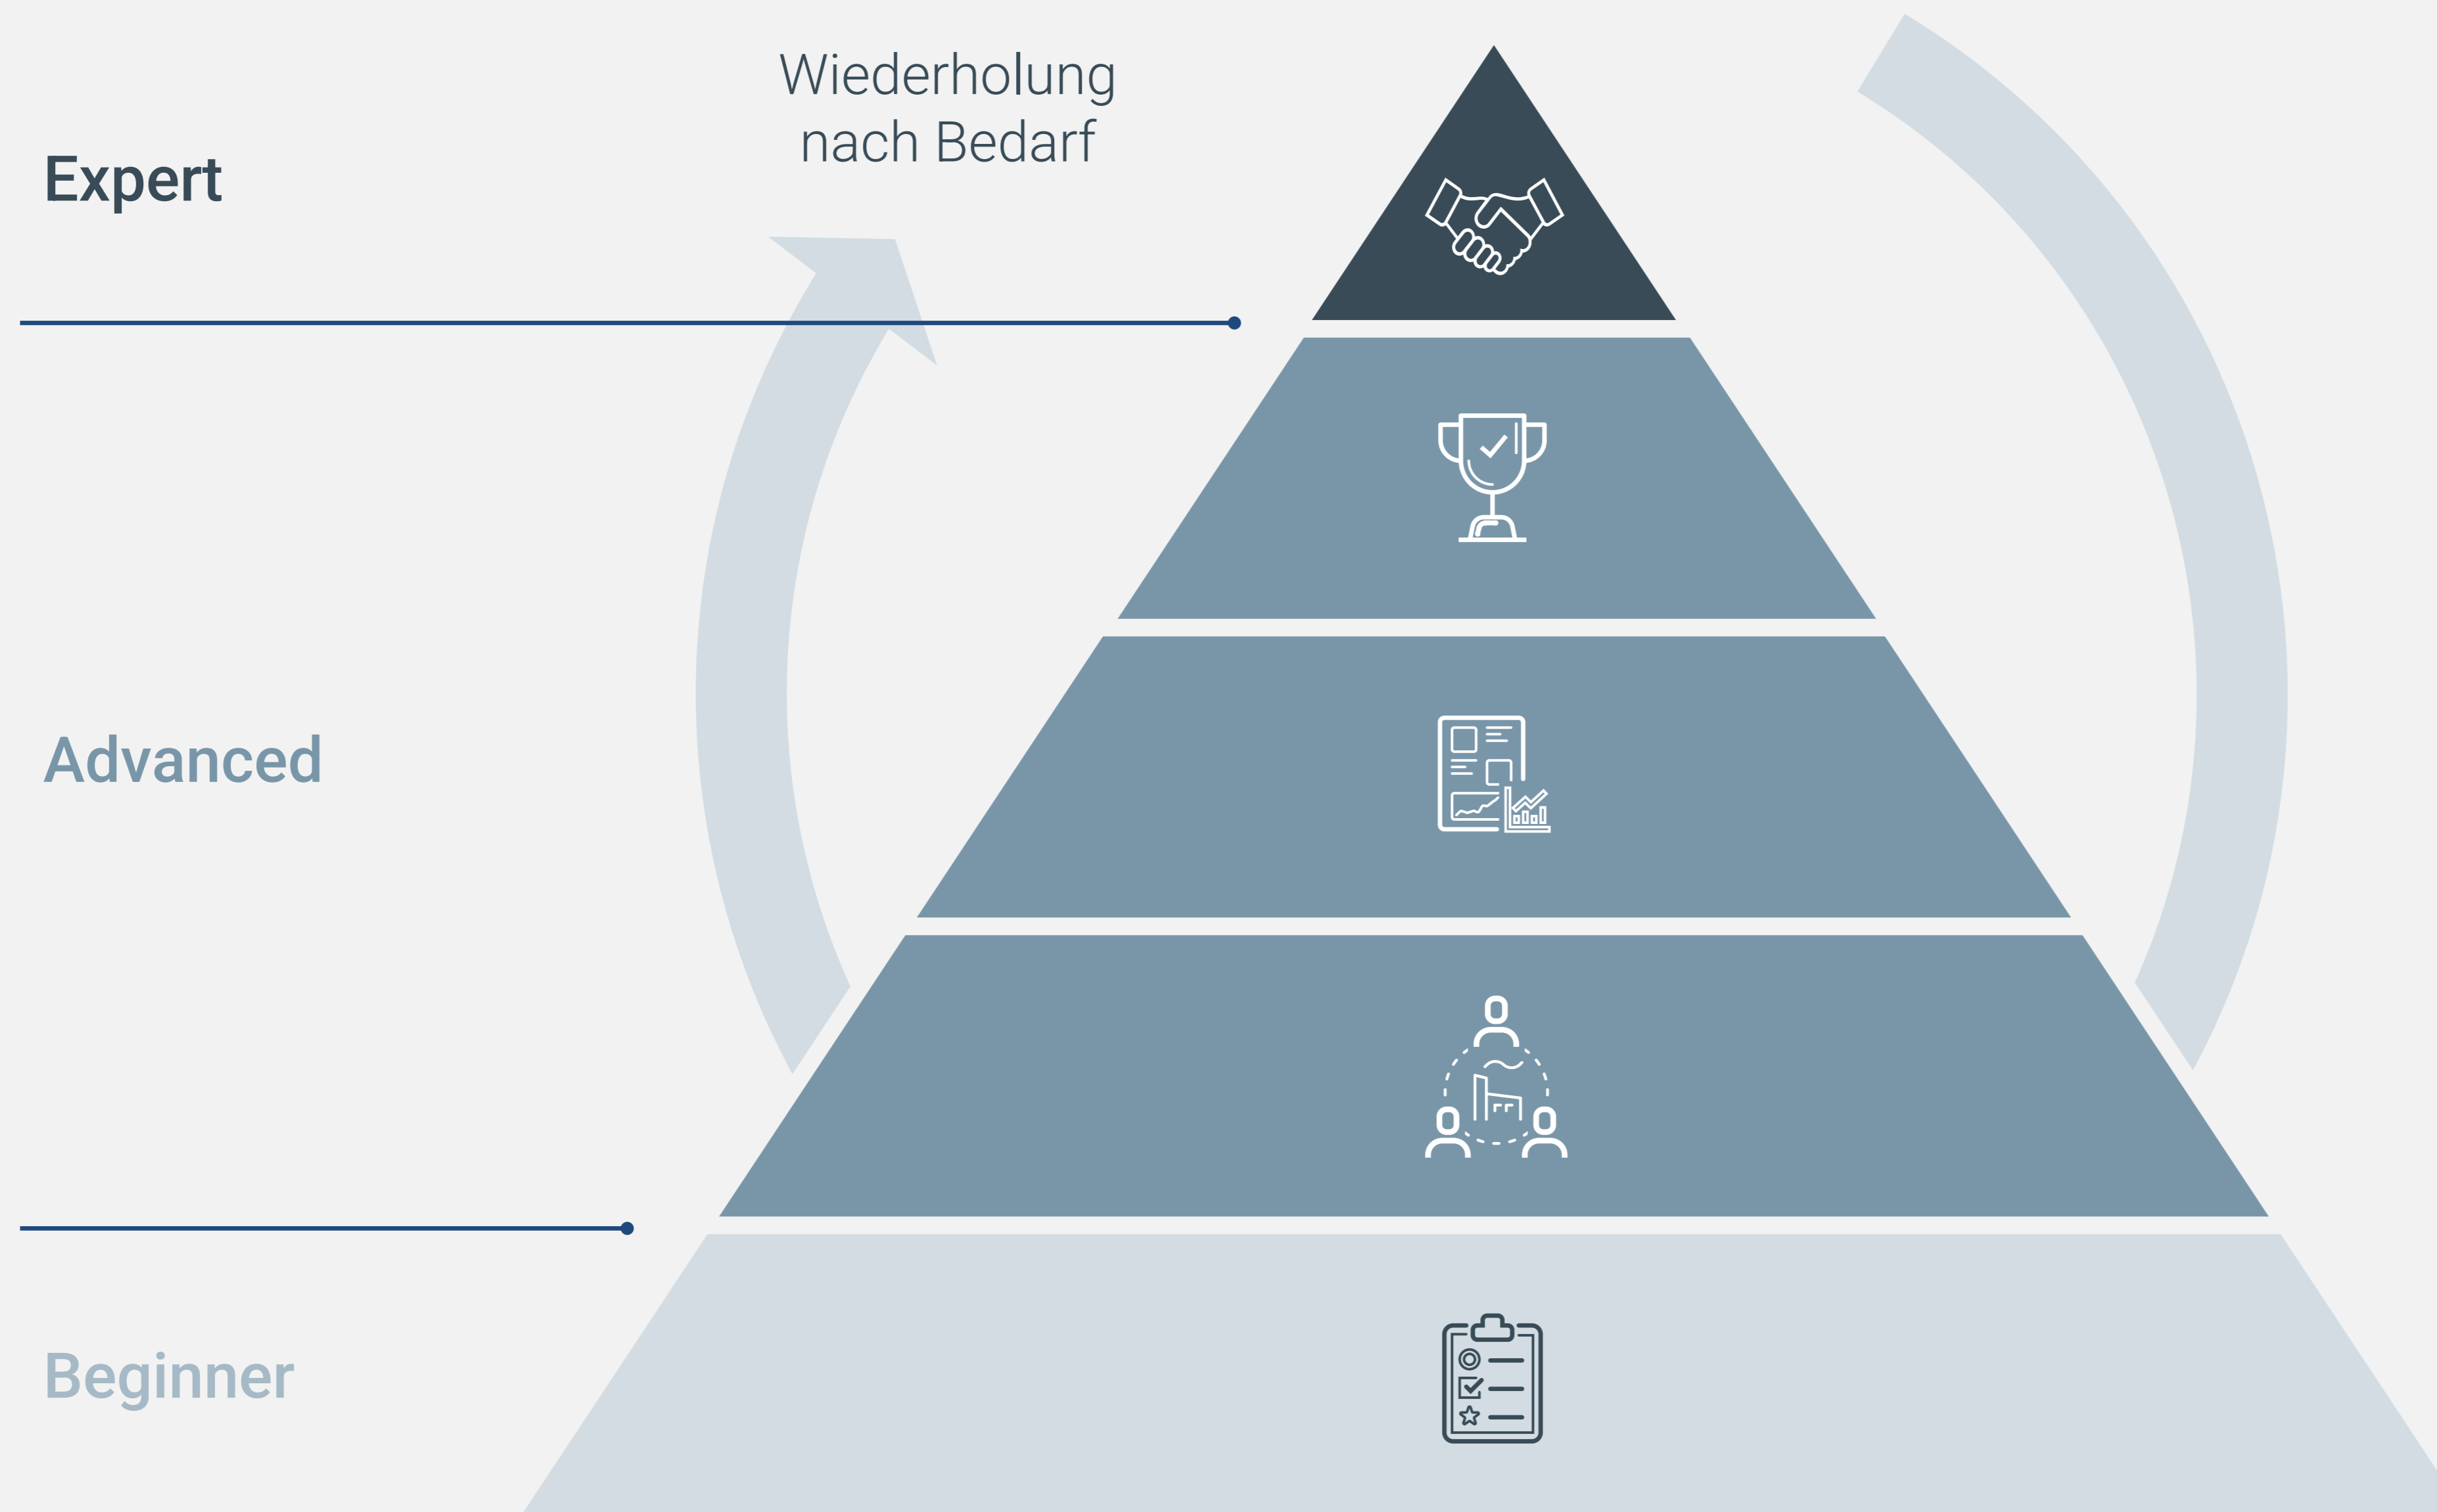 Wiederholung
nach Bedarf
Expert
Advanced
Beginner